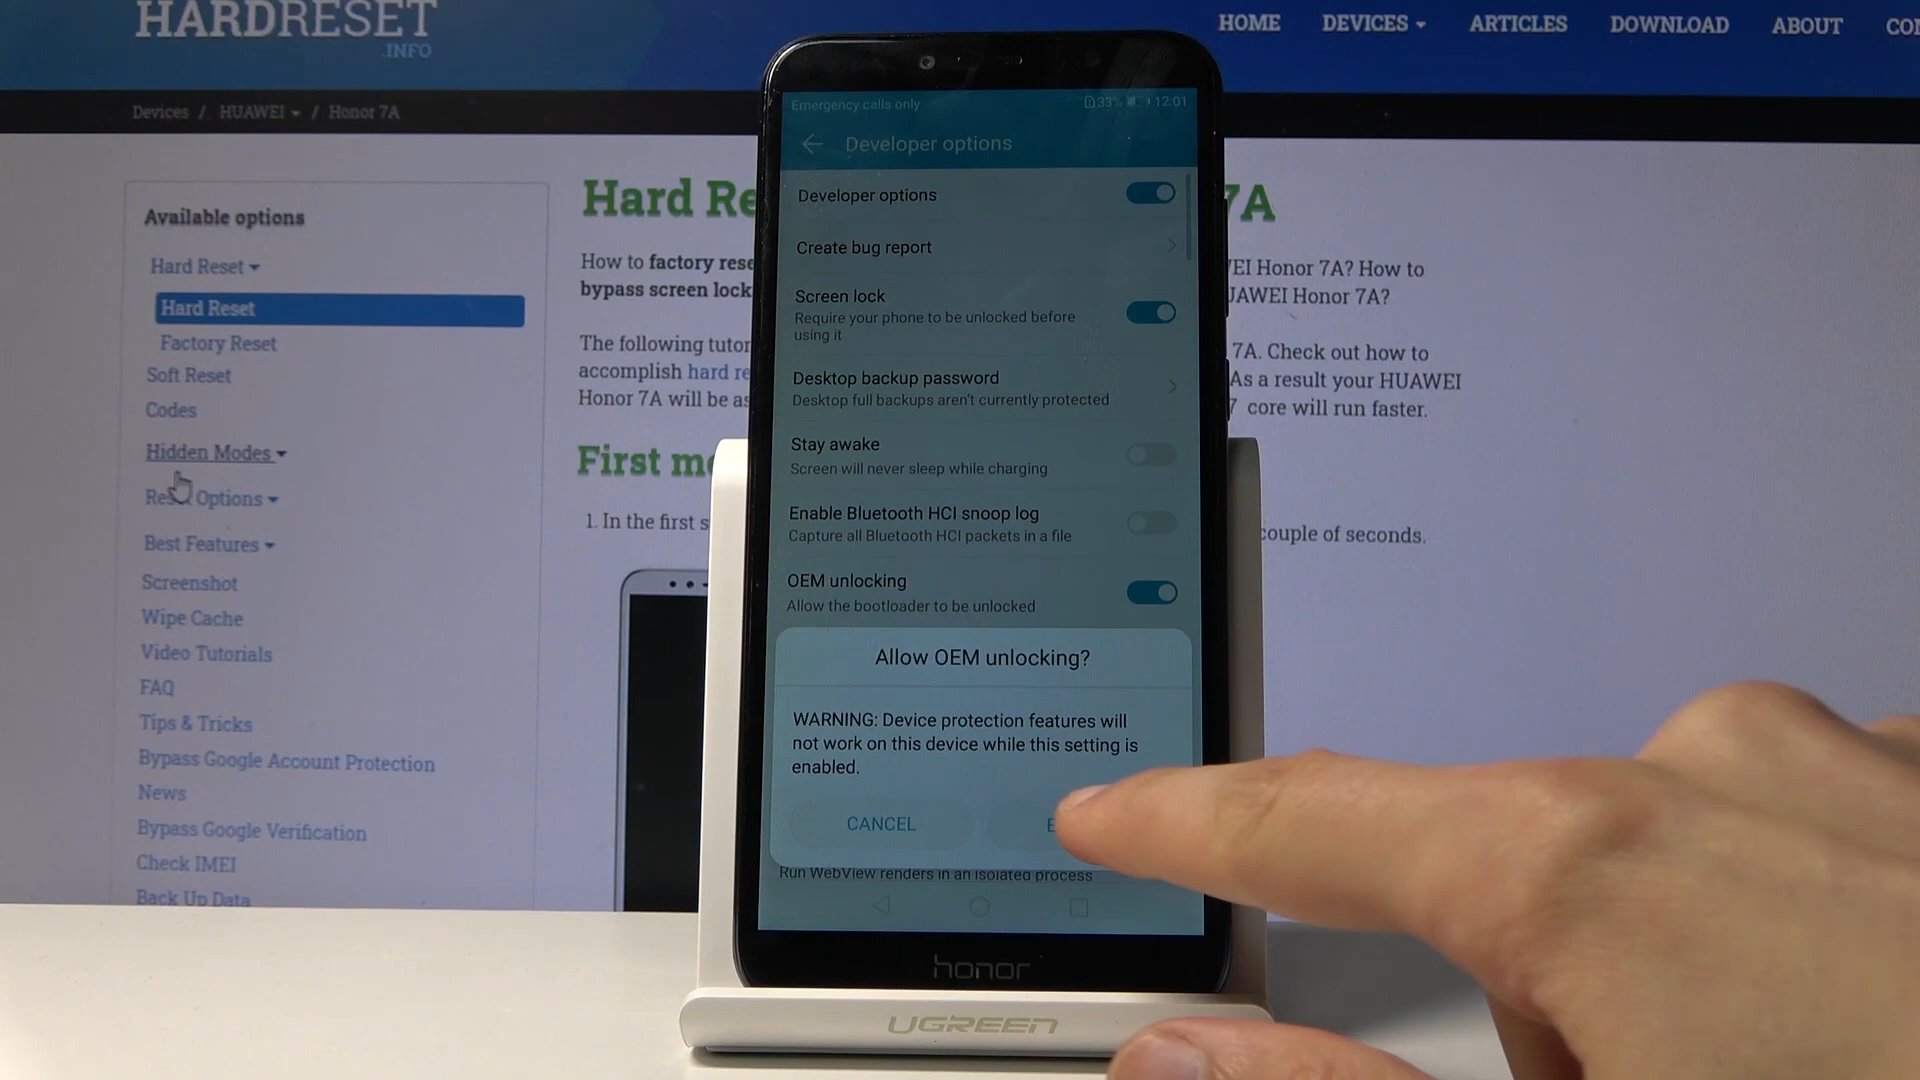 HARDRESET
.INFO
HOME DEVICES ARTICLES DOWNLOAD ABOUT
Devices / HUAWEI / Honor 7A
Available options
Hard Reset
Hard Reset
Factory Reset
Soft Reset
Codes
Hidden Modes
Options
Best Features
Screenshot
Wipe Cache
Video Tutorials
FAQ
Tips & Tricks
Bypass Google Account Protection
News
Bypass Google Verification
Check IMEI
Back Up Data
Hard Re
7A
How to factory rese
bypass screen lock
EI Honor 7A? How to
AWEI Honor 7A?
The following tutor
accomplish hard re
Honor 7A will be as
7A. Check out how to
As a result your HUAWEI
core will run faster.
First m
1. In the first s
couple of seconds.
Emergency calls only 33% 12:01
Developer options
Developer options
Create bug report
Screen lock
Require your phone to be unlocked before
using it
Desktop backup password
Desktop full backups aren't currently protected
Stay awake
Screen will never sleep while charging
Enable Bluetooth HCI snoop log
Capture all Bluetooth HCI packets in a file
OEM unlocking
Allow the bootloader to be unlocked
Allow OEM unlocking?
WARNING: Device protection features will
not work on this device while this setting is
enabled.
CANCEL E
Run WebView renders in an isolated process
honor
UGREEN